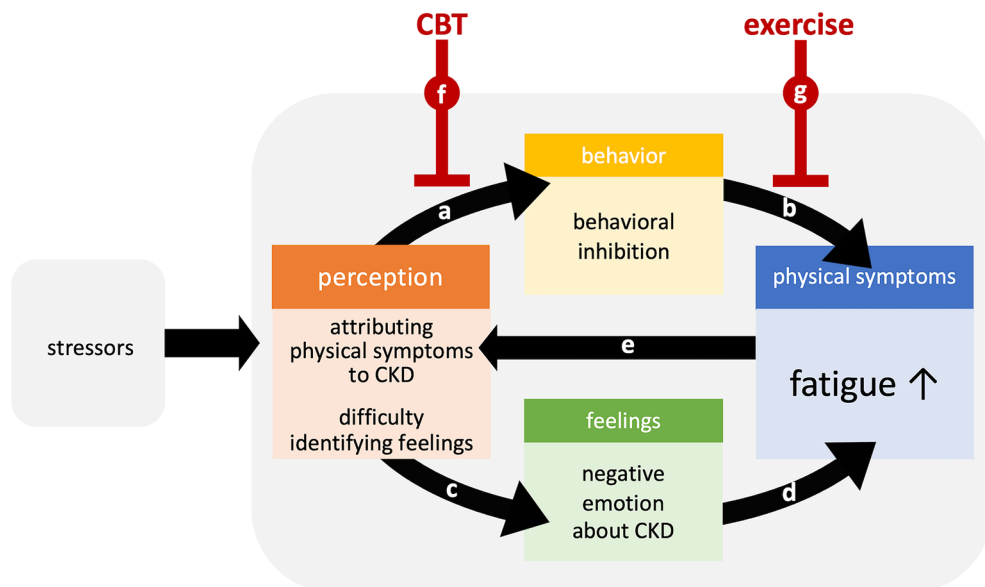 CBT
exercise
f
g
behavior
a
b
behavioral
inhibition
perception
physical symptoms
stressors
attributing
physical symptoms
to CKD
e
fatigue ↑
difficulty
identifying feelings
feelings
c
d
negative
emotion
about CKD